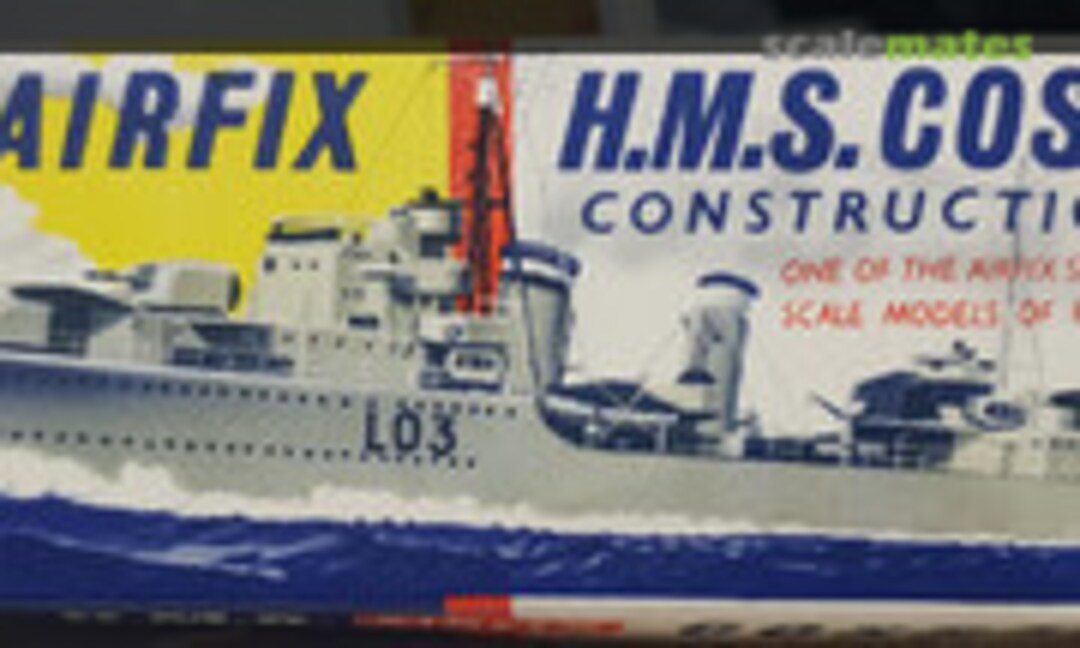 scalemates
AIRFIX
H.M.S. COS
CONSTRUCTI
ONE OF THE AIRFIX S
SCALE MODELS OF
L03